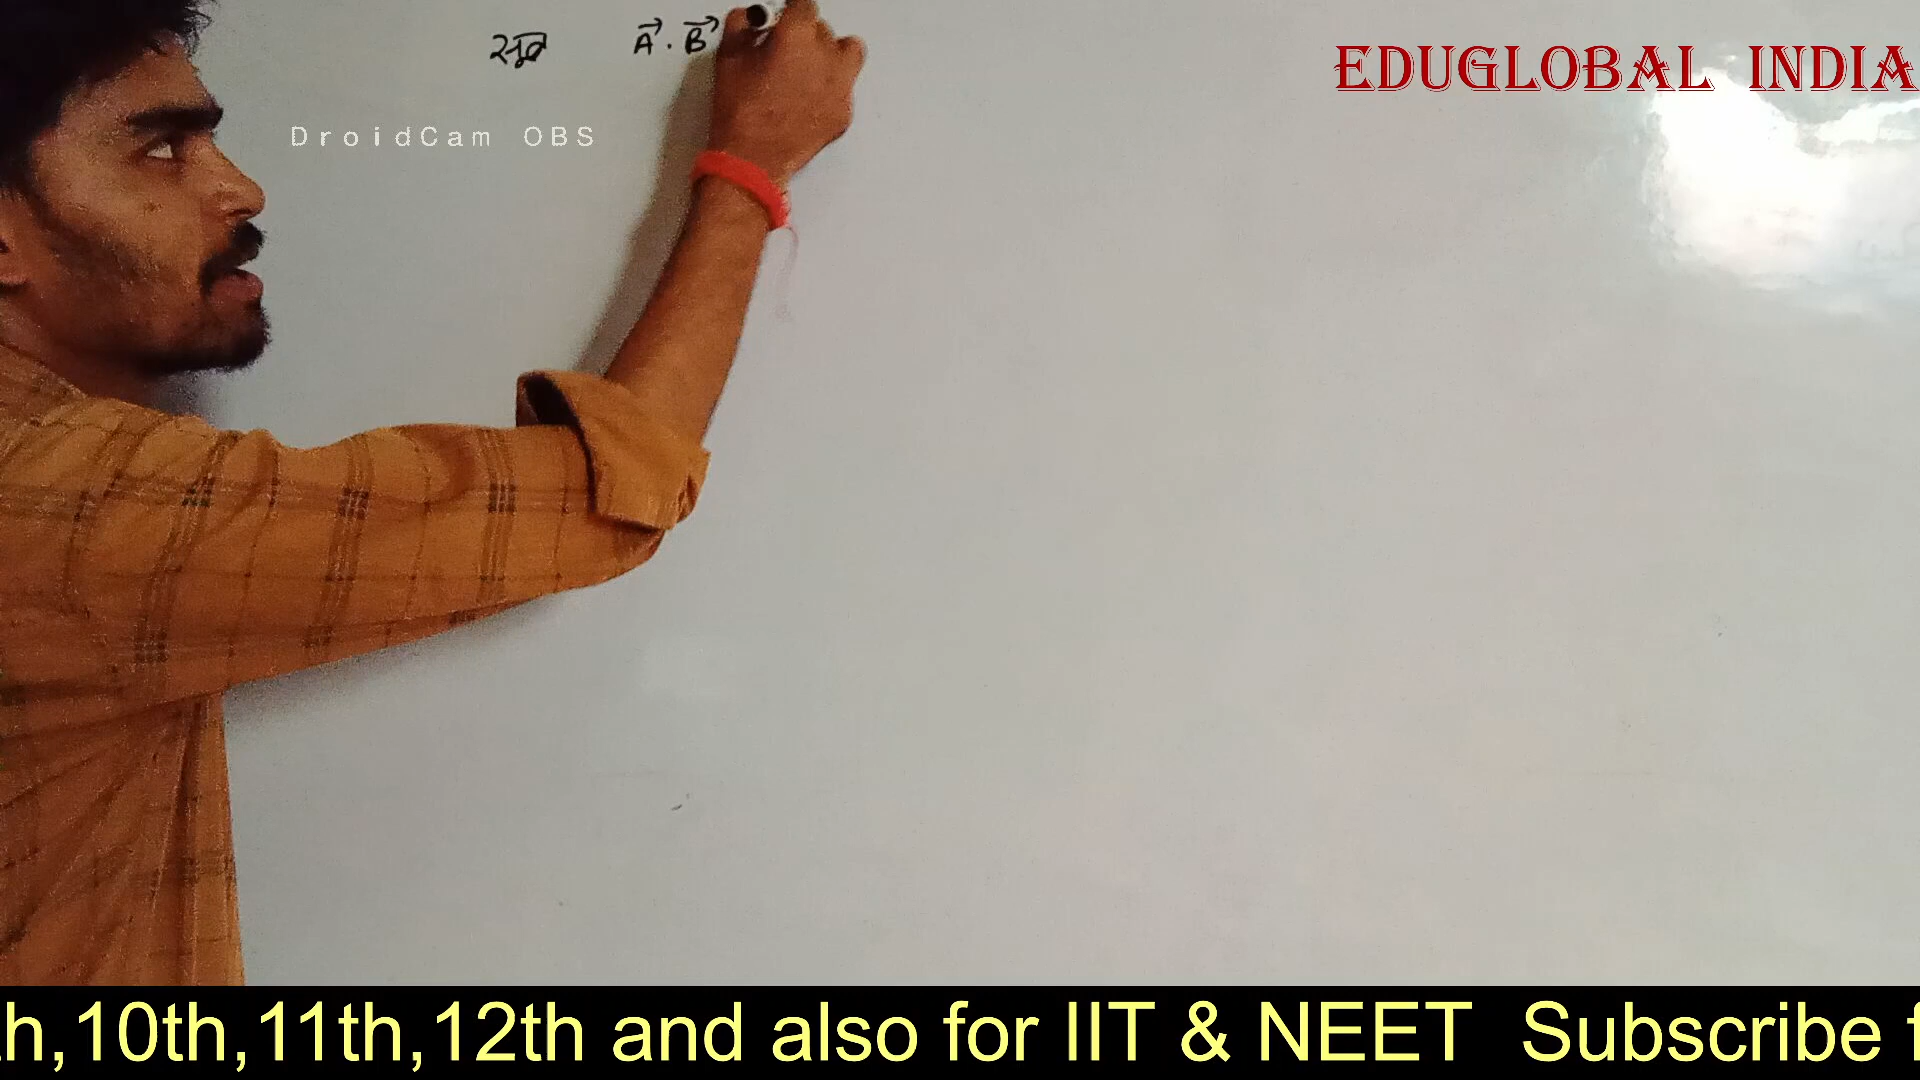 सूत्र A⃗ . B⃗
EDUGLOBAL INDIA
DroidCam OBS
h,10th,11th,12th and also for IIT & NEET Subscribe f